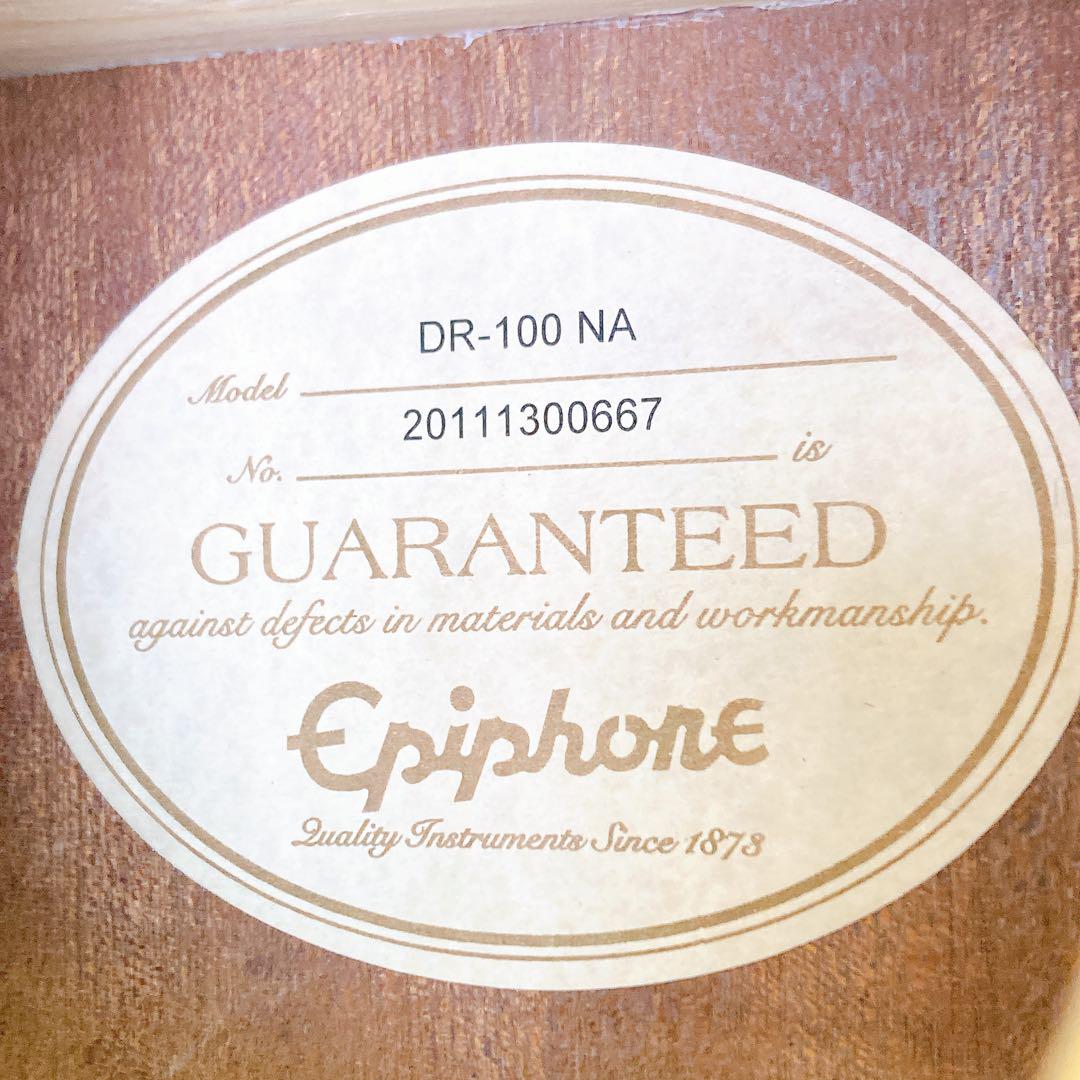 DR-100 NA
Model
20111300667
No. is
GUARANTEED
against defects in materials and workmanship.
Epiphone
Quality Instruments Since 1873